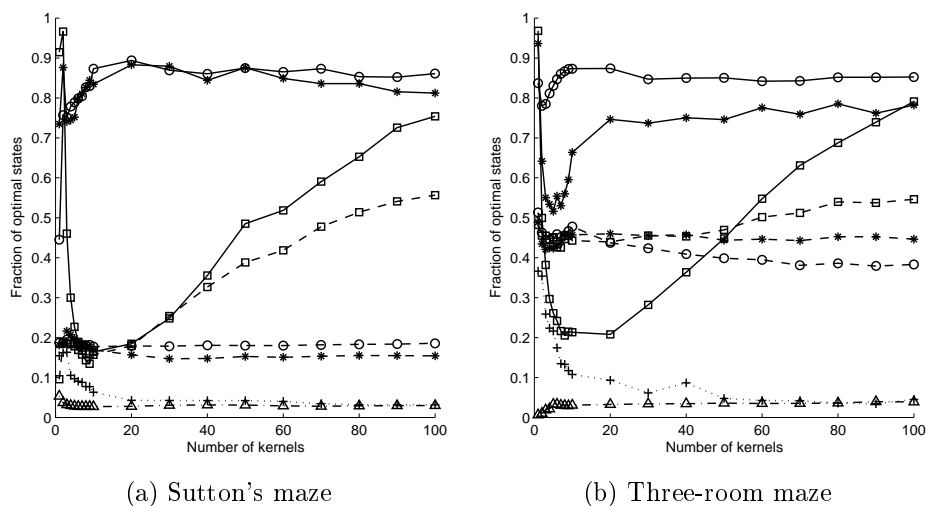 1
0.9
0.8
0.7
0.6
0.5
0.4
0.3
0.2
0.1
0
Fraction of optimal states
0 20 40 60 80 100
Number of kernels
(a) Sutton's maze
1
0.9
0.8
0.7
0.6
0.5
0.4
0.3
0.2
0.1
0
Fraction of optimal states
0 20 40 60 80 100
Number of kernels
(b) Three-room maze